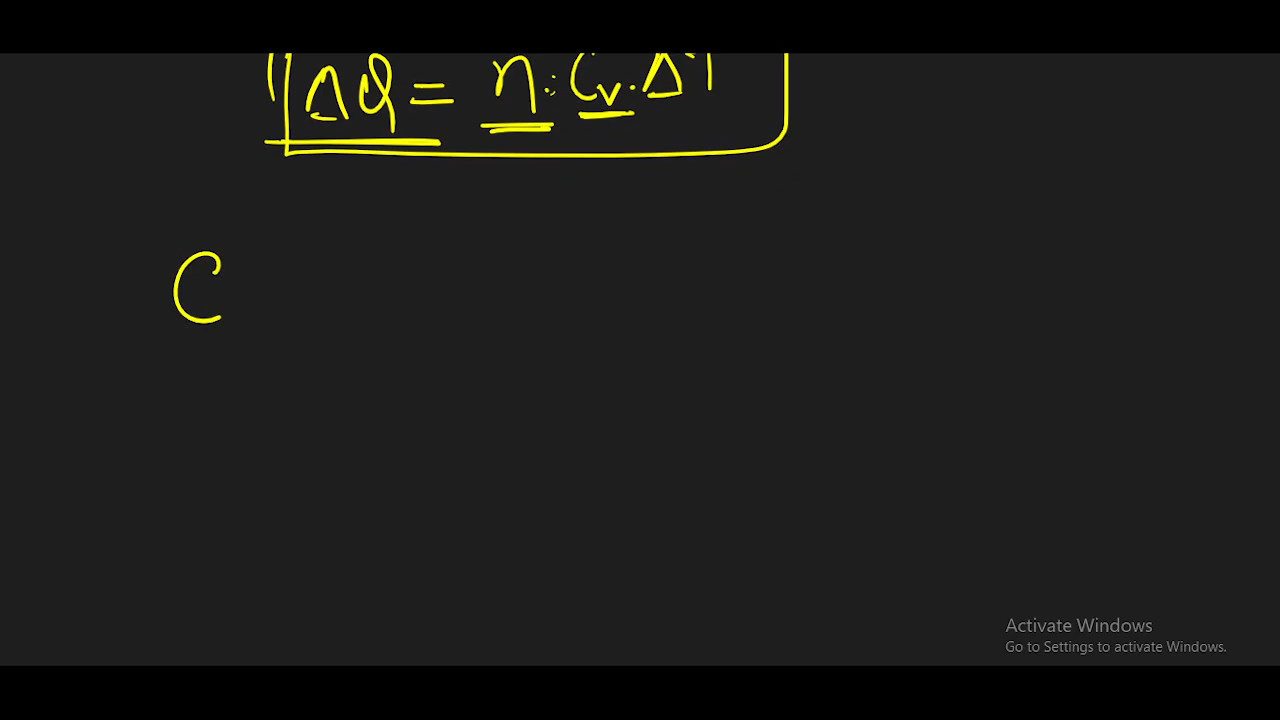 ΔQ = n·Cv·ΔT
C
Activate Windows
Go to Settings to activate Windows.